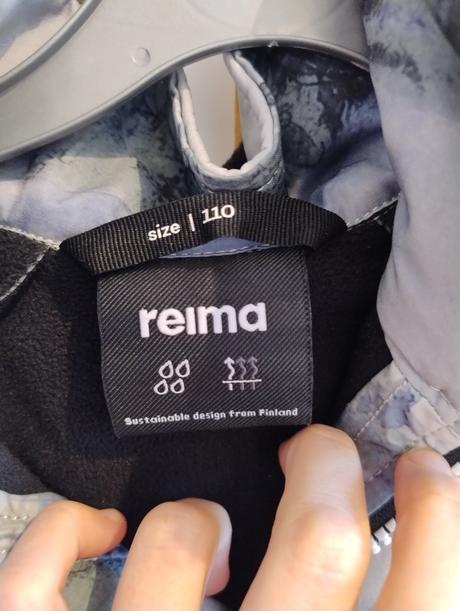 size | 110
reima
Sustainable design from Finland